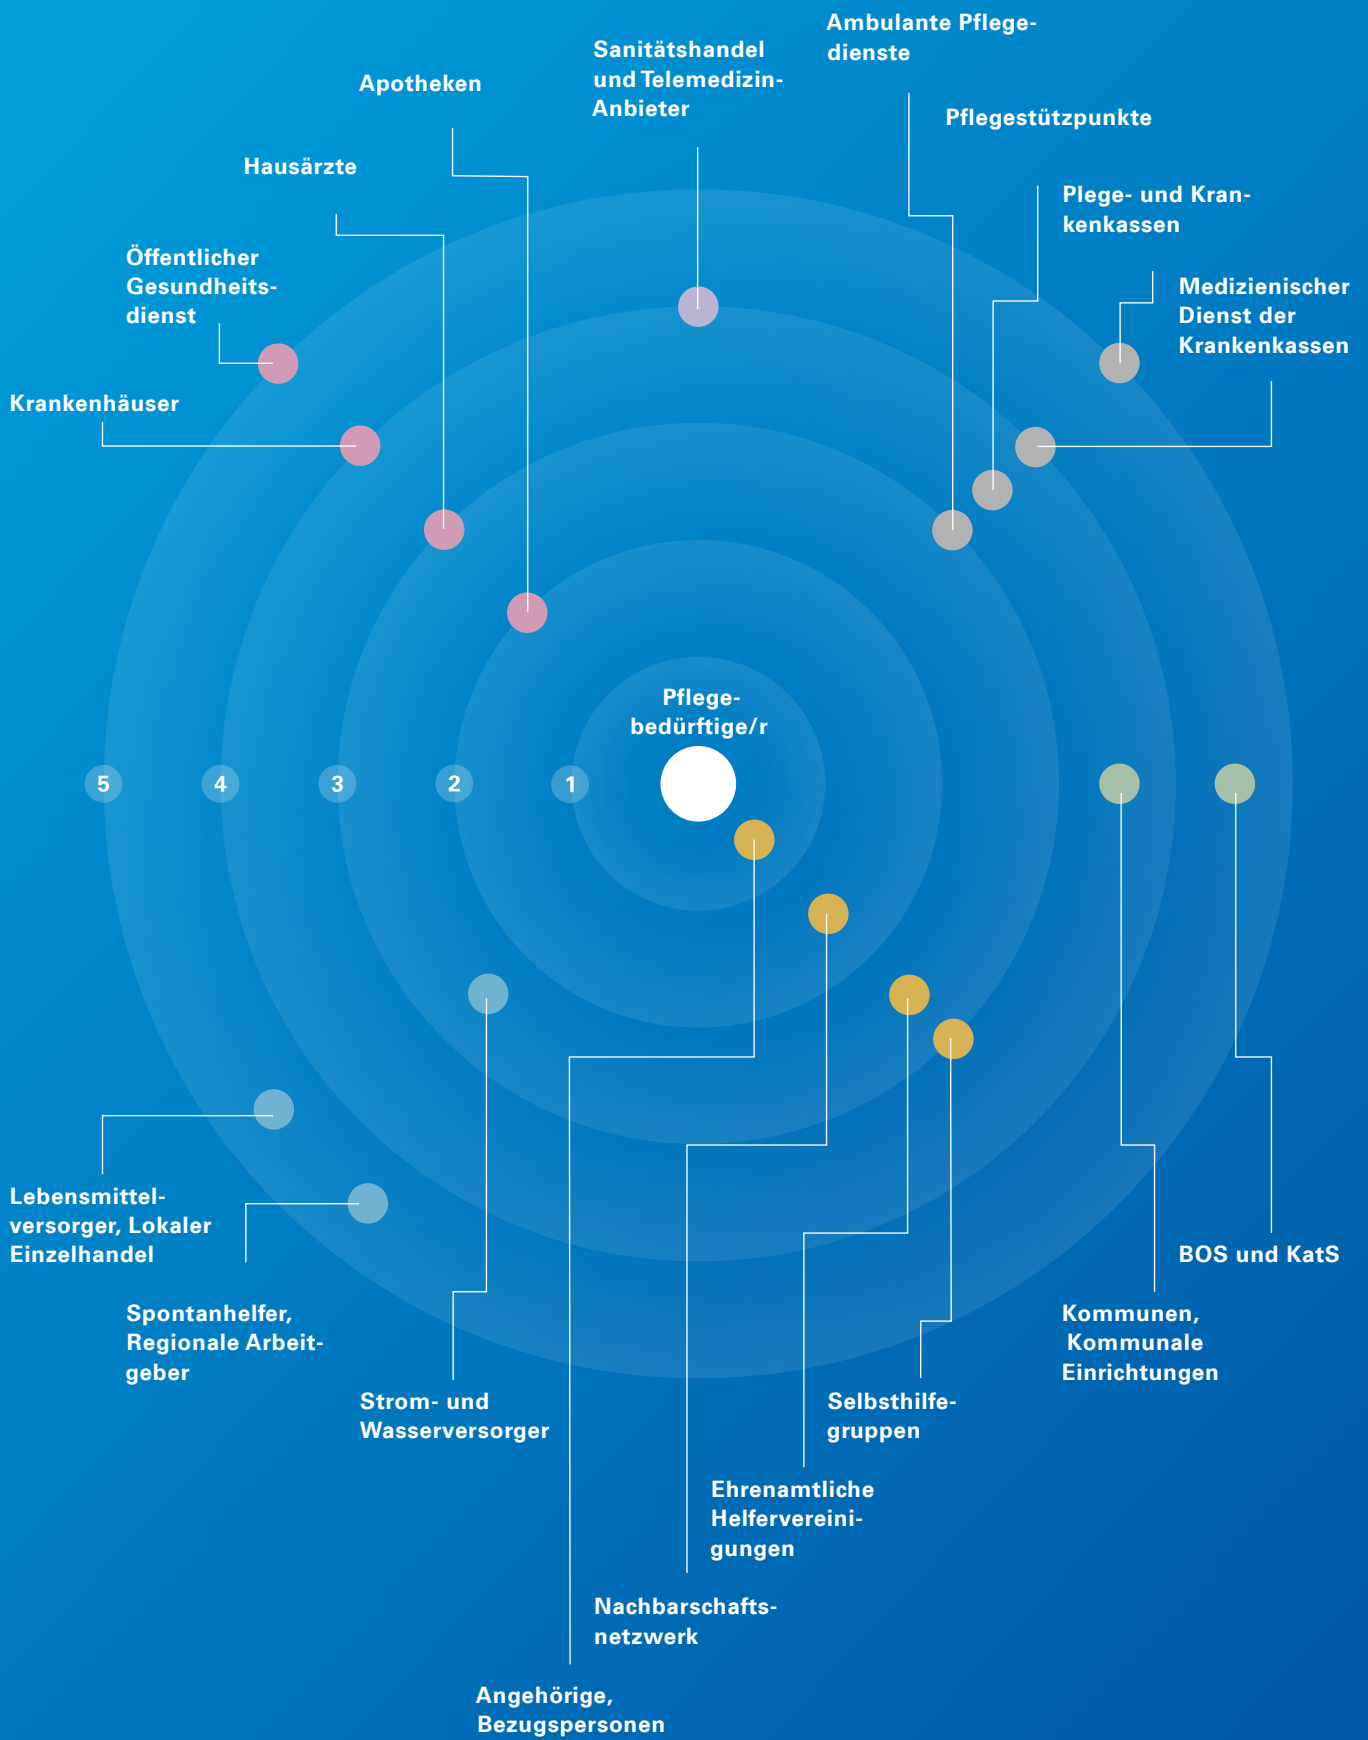 Ambulante Pflege-
dienste
Sanitätshandel
und Telemedizin-
Anbieter
Apotheken
Pflegestützpunkte
Hausärzte
Plege- und Kran-
kenkassen
Öffentlicher
Gesundheits-
dienst
Medizienischer
Dienst der
Krankenkassen
Krankenhäuser
Pflege-
bedürftige/r
5 4 3 2 1
Lebensmittel-
versorger, Lokaler
Einzelhandel
BOS und KatS
Spontanhelfer,
Regionale Arbeit-
geber
Kommunen,
Kommunale
Einrichtungen
Strom- und
Wasserversorger
Selbsthilfe-
gruppen
Ehrenamtliche
Helfervereini-
gungen
Nachbarschafts-
netzwerk
Angehörige,
Bezugspersonen